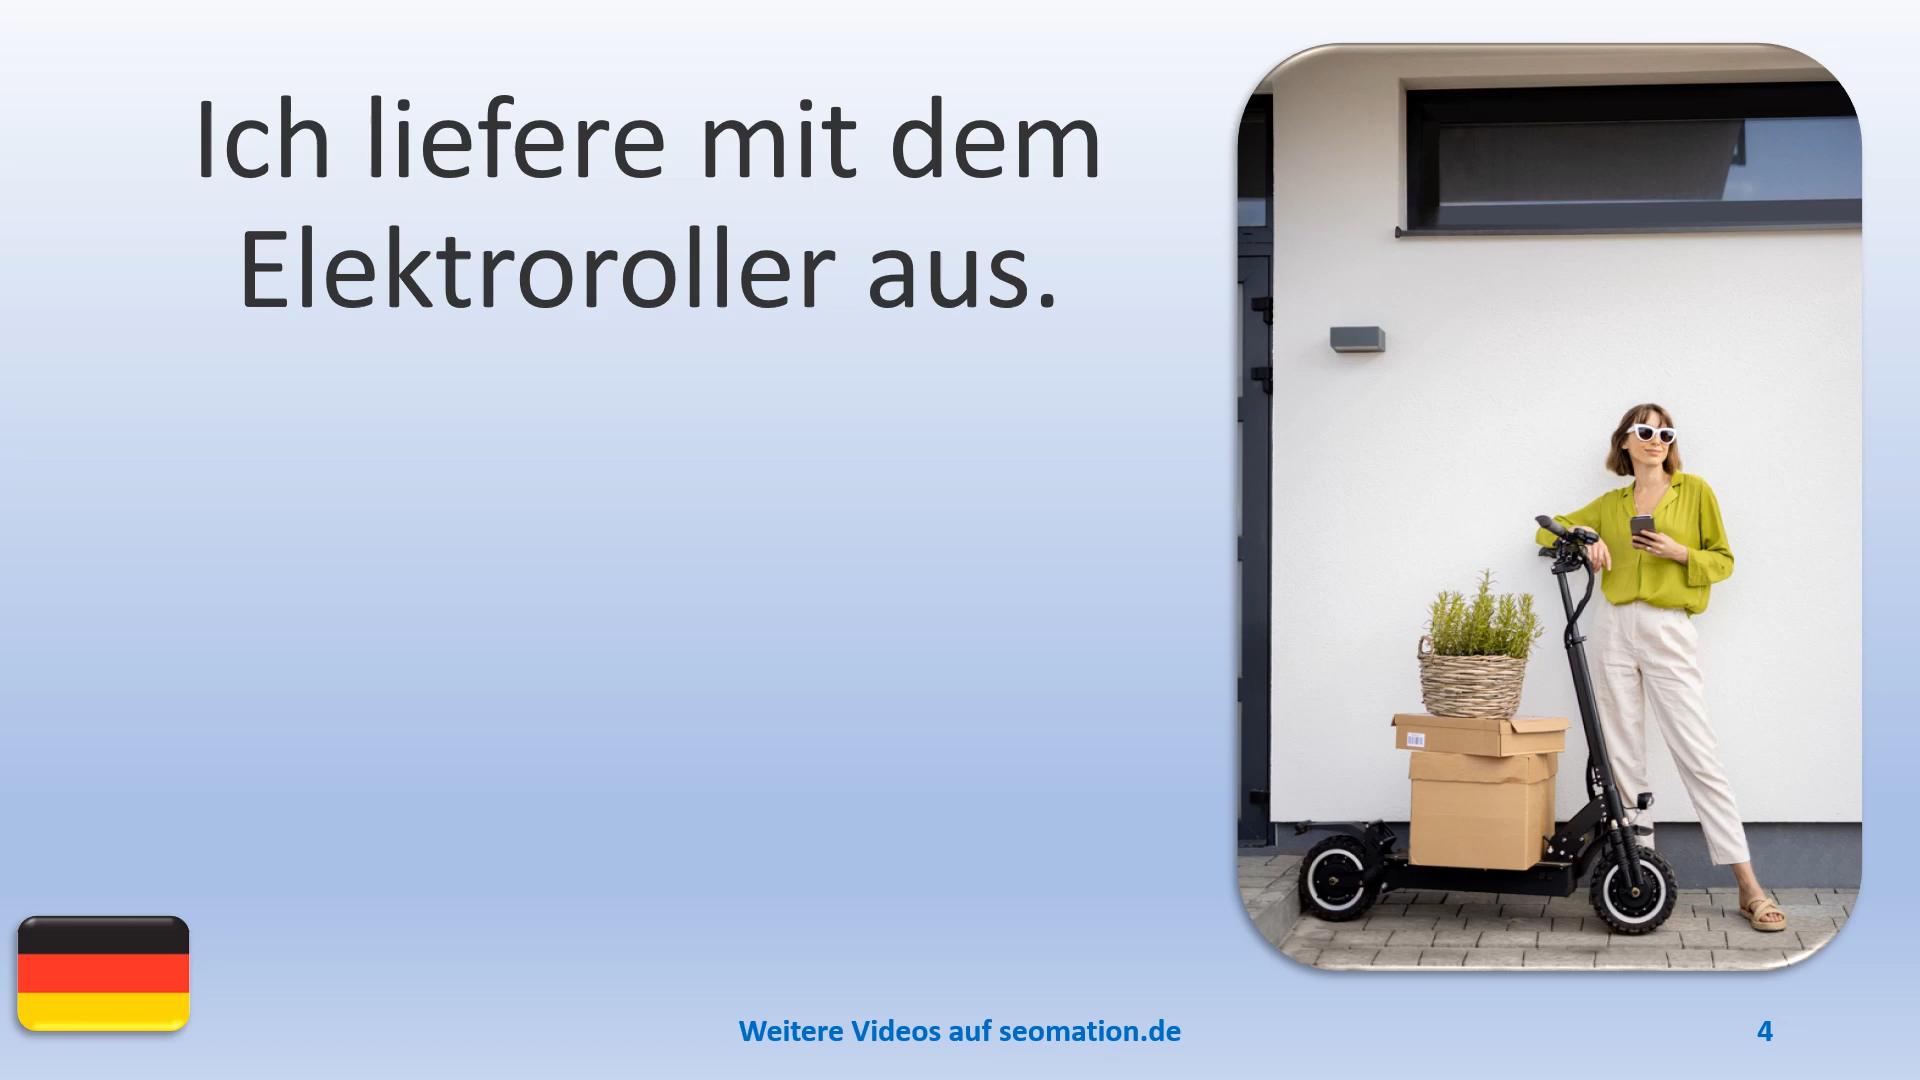 Ich liefere mit dem
Elektroroller aus.
Weitere Videos auf seomation.de
4